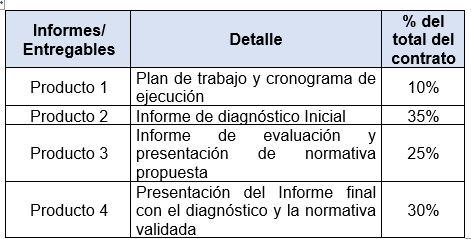 Informes/
Entregables
Detalle
% del
total del
contrato
Producto 1
Plan de trabajo y cronograma de
ejecución
10%
Producto 2
Informe de diagnóstico Inicial
35%
Producto 3
Informe de evaluación y
presentación de normativa
propuesta
25%
Producto 4
Presentación del Informe final
con el diagnóstico y la normativa
validada
30%